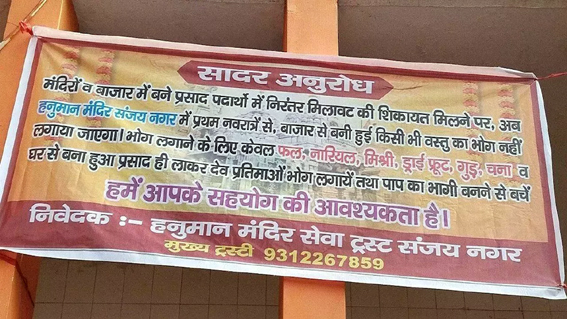 सादर अनुरोध
मंदिरों व बाजार में बने प्रसाद पदार्थो में निरंतर मिलावट की शिकायत मिलने पर, अब
हनुमान मंदिर संजय नगर में प्रथम नवरात्रे से, बाजार से बनी हुई किसी भी वस्तु का भोग नहीं
लगाया जाएगा। भोग लगाने के लिए केवल फल, नारियल, मिश्री, ड्राई फ्रूट, गुड़, चना व
घर से बना हुआ प्रसाद ही लाकर देव प्रतिमाओं भोग लगायें तथा पाप का भागी बनने से बचें
हमें आपके सहयोग की आवश्यकता है।
निवेदक :– हनुमान मंदिर सेवा ट्रस्ट संजय नगर
मुख्य ट्रस्टी 9312267859